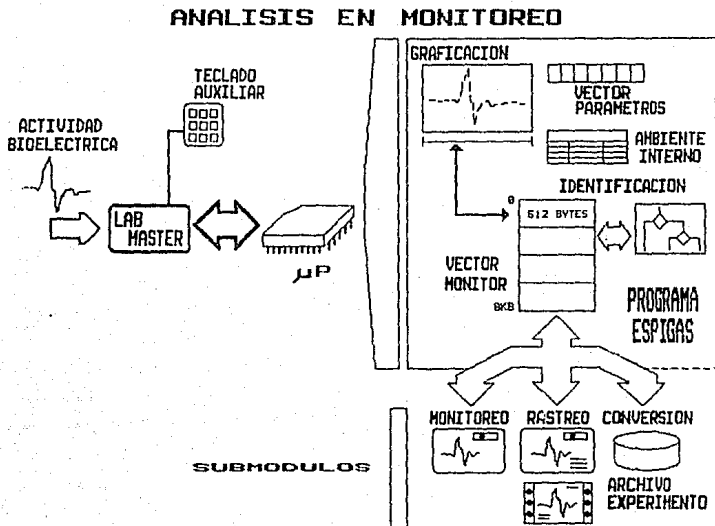 ANALISIS EN MONITOREO
GRAFICACION
TECLADO
AUXILIAR
VECTOR
PARAMETROS
ACTIVIDAD
BIOELECTRICA
AMBIENTE
INTERNO
IDENTIFICACION
0
512 BYTES
LAB
MASTER
µP
VECTOR
MONITOR
8KB
PROGRAMA
ESPIGAS
MONITOREO
RASTREO
CONVERSION
SUBMODULOS
ARCHIVO
EXPERIMENTO